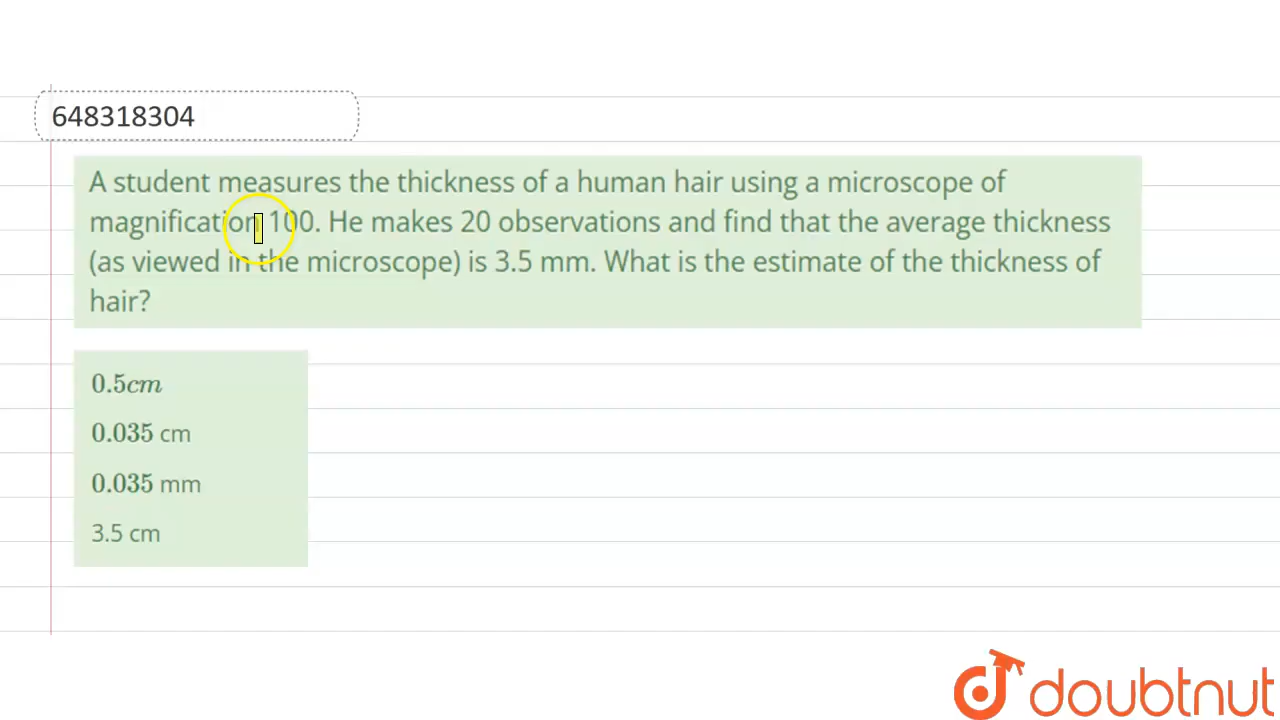 648318304
A student measures the thickness of a human hair using a microscope of
magnification 100. He makes 20 observations and find that the average thickness
(as viewed in the microscope) is 3.5 mm. What is the estimate of the thickness of
hair?
0.5cm
0.035 cm
0.035 mm
3.5 cm
doubtnut